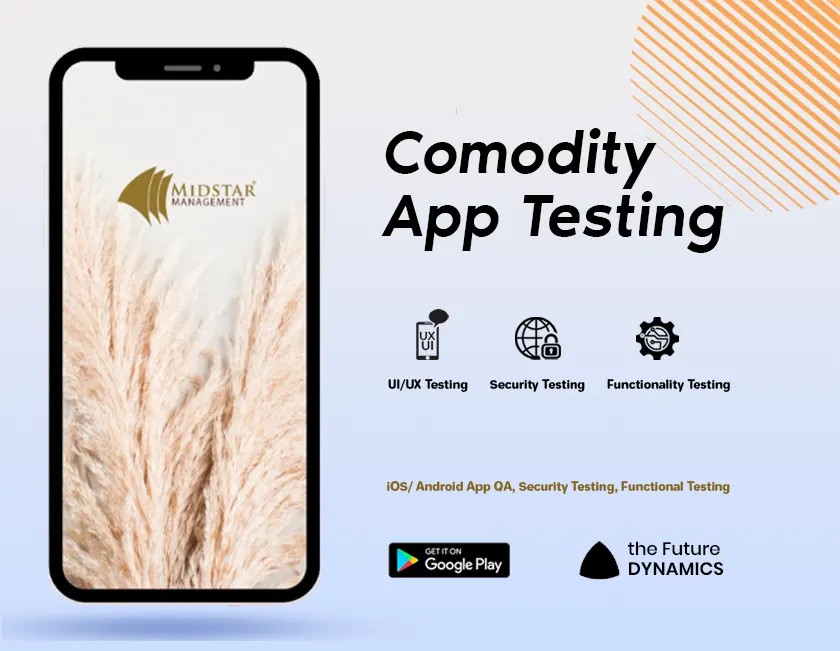 MIDSTAR®
MANAGEMENT
Comodity
App Testing
UX
UI
UI/UX Testing
Security Testing
Functionality Testing
iOS/ Android App QA, Security Testing, Functional Testing
GET IT ON
Google Play
the Future
DYNAMICS